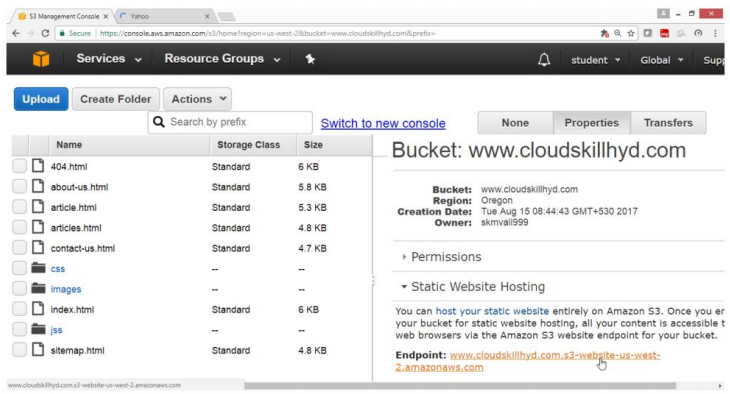 S3 Management Console
Yahoo
Secure | https://console.aws.amazon.com/s3/home?region=us-west-2&bucket=www.cloudskillhyd.com&prefix=
Services Resource Groups student Global Supp
Upload Create Folder Actions
Search by prefix Switch to new console None Properties Transfers
Name Storage Class Size
404.html Standard 6 KB
about-us.html Standard 5.8 KB
article.html Standard 5.3 KB
articles.html Standard 4.8 KB
contact-us.html Standard 4.7 KB
css -- --
images -- --
index.html Standard 6 KB
jss -- --
sitemap.html Standard 4.8 KB
Bucket: www.cloudskillhyd.com
Bucket: www.cloudskillhyd.com
Region: Oregon
Creation Date: Tue Aug 15 08:44:43 GMT+530 2017
Owner: skmvali999
Permissions
Static Website Hosting
You can host your static website entirely on Amazon S3. Once you en
your bucket for static website hosting, all your content is accessible t
web browsers via the Amazon S3 website endpoint for your bucket.
Endpoint: www.cloudskillhyd.com.s3-website-us-west-
2.amazonaws.com
www.cloudskillhyd.com.s3-website-us-west-2.amazonaws.com